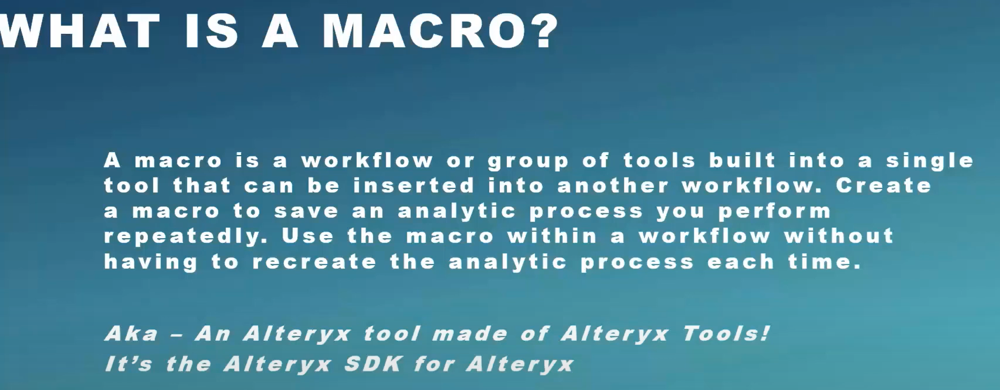 WHAT IS A MACRO?
A macro is a workflow or group of tools built into a single
tool that can be inserted into another workflow. Create
a macro to save an analytic process you perform
repeatedly. Use the macro within a workflow without
having to recreate the analytic process each time.
Aka – An Alteryx tool made of Alteryx Tools!
It’s the Alteryx SDK for Alteryx